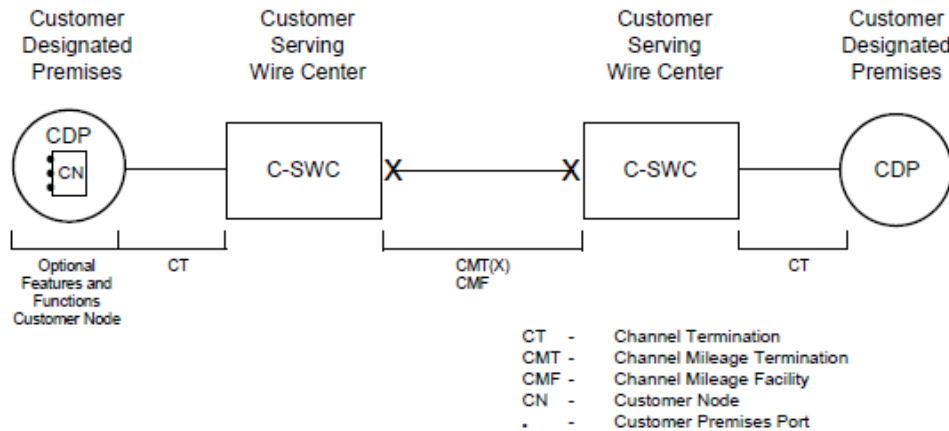 Customer
Designated
Premises
Customer
Serving
Wire Center
Customer
Serving
Wire Center
Customer
Designated
Premises
CDP
CN
C-SWC
X
X
C-SWC
CDP
Optional
Features and
Functions
Customer Node
CT
CMT(X)
CMF
CT
CT - Channel Termination
CMT - Channel Mileage Termination
CMF - Channel Mileage Facility
CN - Customer Node
. - Customer Premises Port